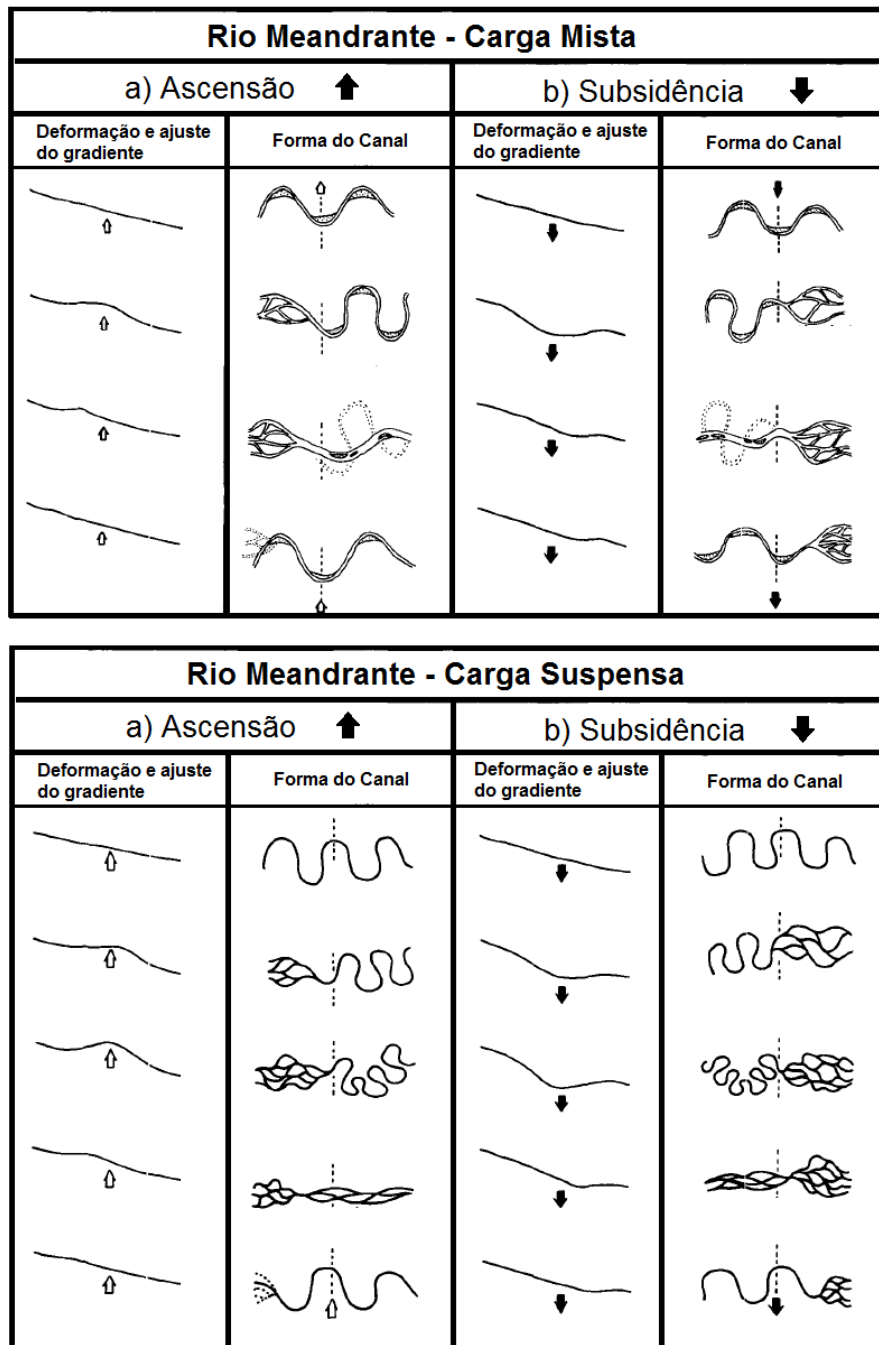 Rio Meandrante - Carga Mista
a) Ascensão
b) Subsidência
Deformação e ajuste
do gradiente
Forma do Canal
Deformação e ajuste
do gradiente
Forma do Canal
Rio Meandrante - Carga Suspensa
a) Ascensão
b) Subsidência
Deformação e ajuste
do gradiente
Forma do Canal
Deformação e ajuste
do gradiente
Forma do Canal